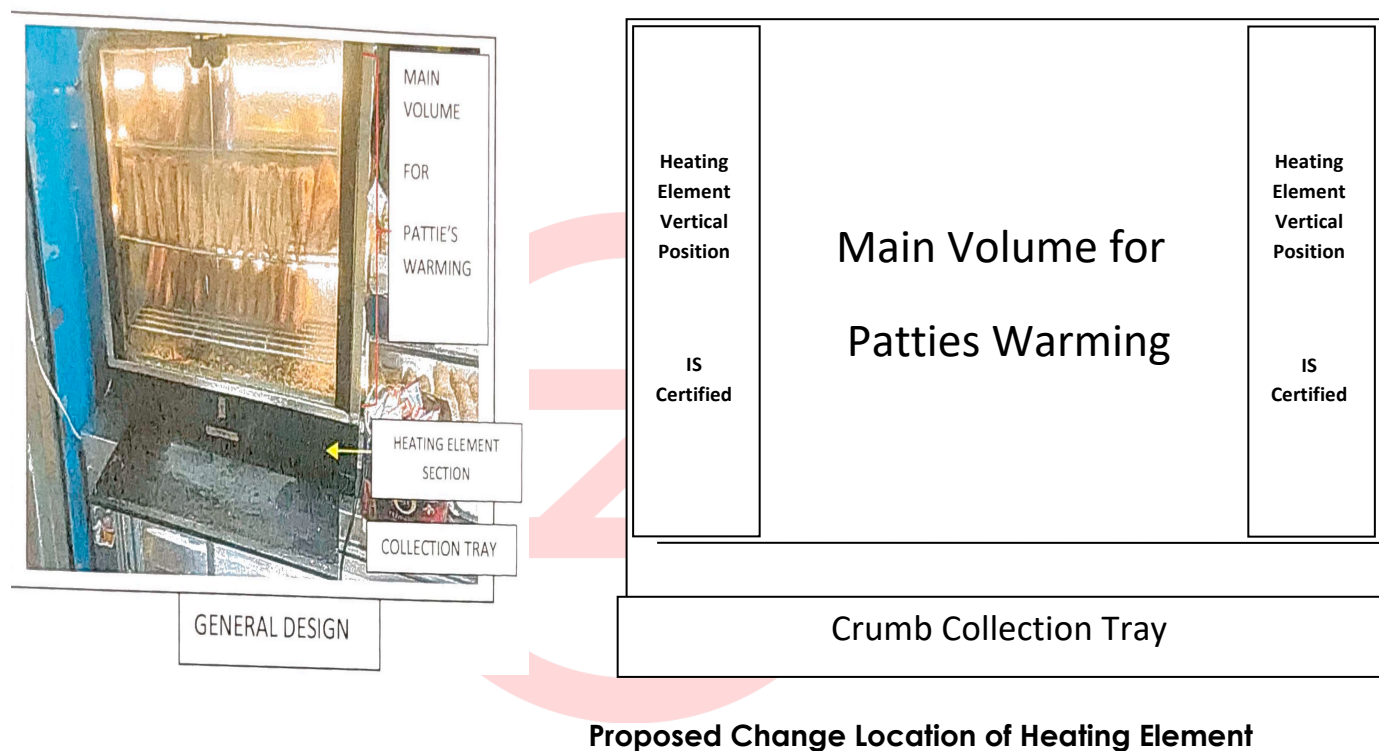 MAIN
VOLUME
FOR
PATTIE'S
WARMING
HEATING ELEMENT
SECTION
COLLECTION TRAY
GENERAL DESIGN
Heating
Element
Vertical
Position
IS
Certified
Main Volume for
Patties Warming
Heating
Element
Vertical
Position
IS
Certified
Crumb Collection Tray
Proposed Change Location of Heating Element